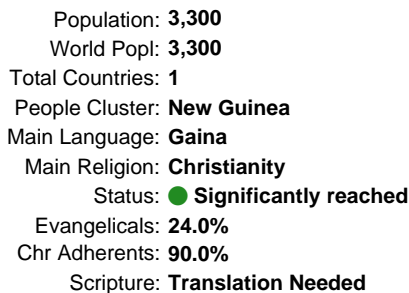 Population: 3,300
World Popl: 3,300
Total Countries: 1
People Cluster: New Guinea
Main Language: Gaina
Main Religion: Christianity
Status: Significantly reached
Evangelicals: 24.0%
Chr Adherents: 90.0%
Scripture: Translation Needed